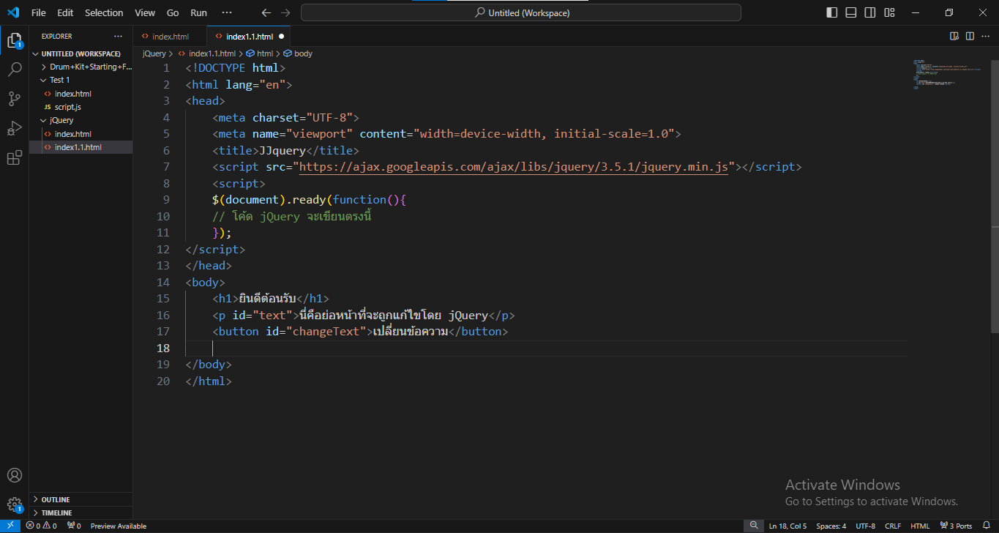 File Edit Selection View Go Run ··· Untitled (Workspace)
EXPLORER ···
UNTITLED (WORKSPACE)
Drum+Kit+Starting+F...
Test 1
index.html
JS script.js
jQuery
index.html
index1.1.html
OUTLINE
TIMELINE
1
1
index.html index1.1.html
jQuery > index1.1.html > html > body
1 <!DOCTYPE html>
2 <html lang="en">
3 <head>
4 <meta charset="UTF-8">
5 <meta name="viewport" content="width=device-width, initial-scale=1.0">
6 <title>JJquery</title>
7 <script src="https://ajax.googleapis.com/ajax/libs/jquery/3.5.1/jquery.min.js"></script>
8 <script>
9 $(document).ready(function(){
10 // โค้ด jQuery จะเขียนตรงนี้
11 });
12 </script>
13 </head>
14 <body>
15 <h1>ยินดีต้อนรับ</h1>
16 <p id="text">นี่คือย่อหน้าที่จะถูกแก้ไขโดย jQuery</p>
17 <button id="changeText">เปลี่ยนข้อความ</button>
18
19 </body>
20 </html>
Activate Windows
Go to Settings to activate Windows.
0 0 0 Preview Available Ln 18, Col 5 Spaces: 4 UTF-8 CRLF HTML 3 Ports